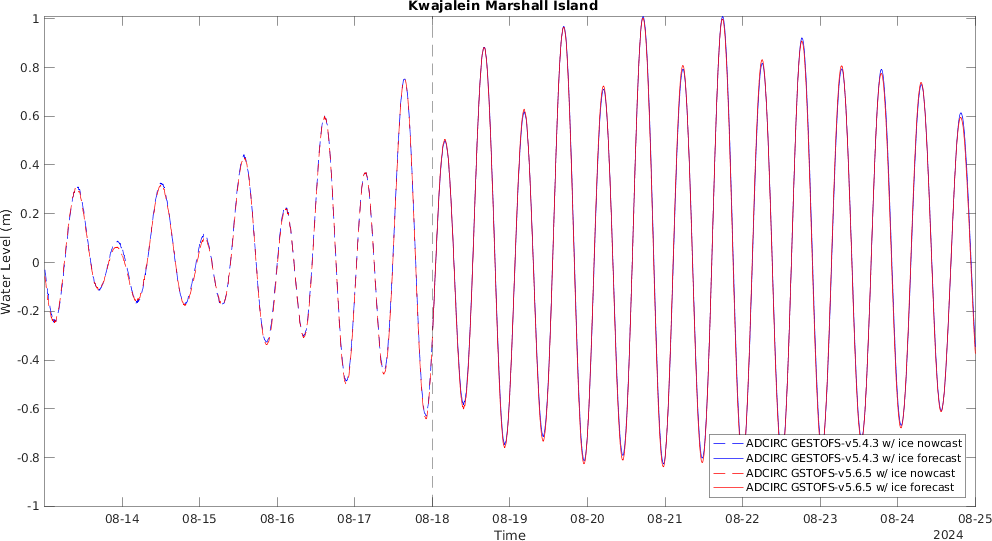 Kwajalein Marshall Island
1
0.8
0.6
0.4
0.2
0
-0.2
-0.4
-0.6
-0.8
-1
Water Level (m)
ADCIRC GESTOFS-v5.4.3 w/ ice nowcast
ADCIRC GESTOFS-v5.4.3 w/ ice forecast
ADCIRC GSTOFS-v5.6.5 w/ ice nowcast
ADCIRC GSTOFS-v5.6.5 w/ ice forecast
08-14 08-15 08-16 08-17 08-18 08-19 08-20 08-21 08-22 08-23 08-24 08-25
Time
2024